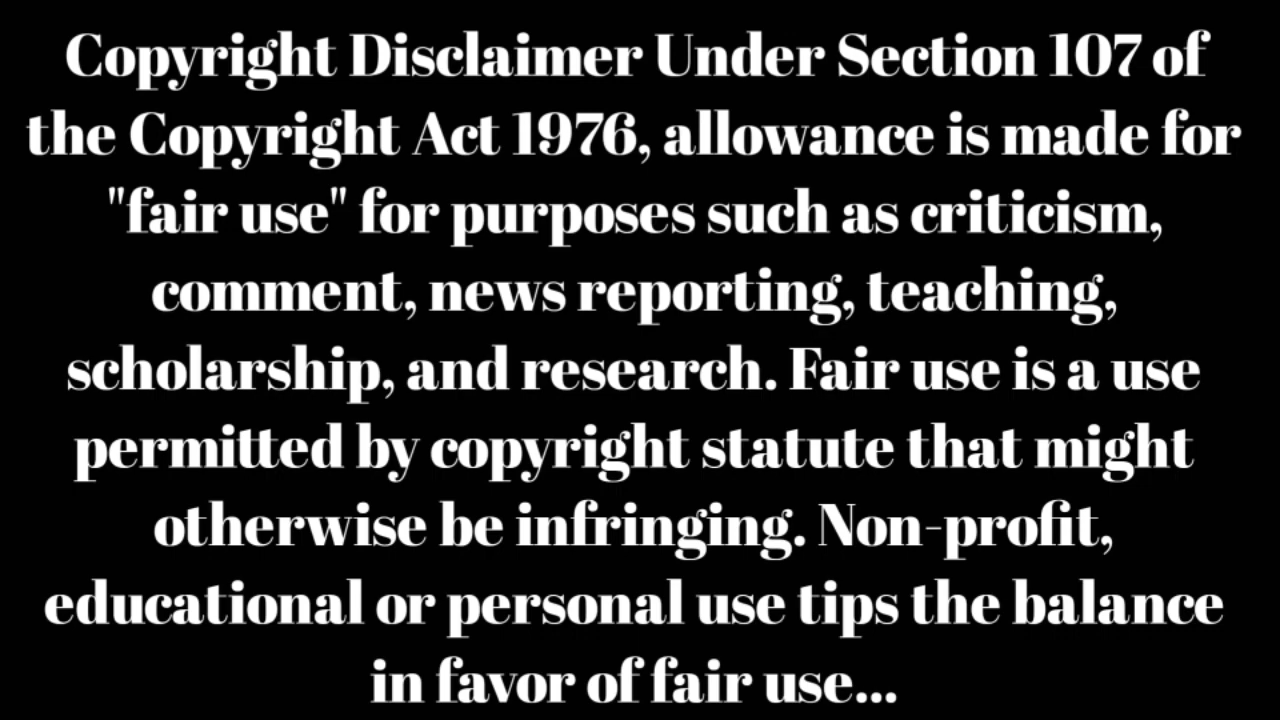 Copyright Disclaimer Under Section 107 of
the Copyright Act 1976, allowance is made for
"fair use" for purposes such as criticism,
comment, news reporting, teaching,
scholarship, and research. Fair use is a use
permitted by copyright statute that might
otherwise be infringing. Non-profit,
educational or personal use tips the balance
in favor of fair use...